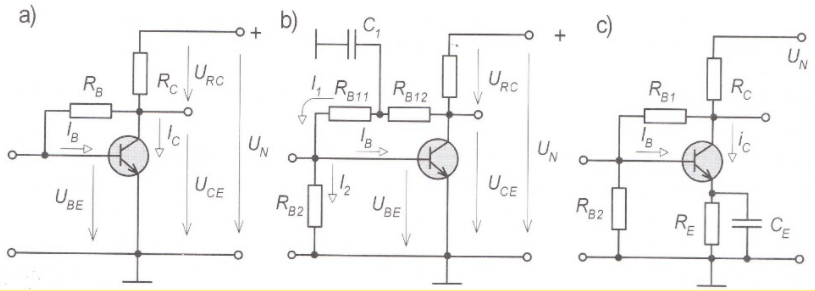 a)
R_B
R_C
U_RC
+
I_B
I_C
U_BE
U_CE
U_N
b)
C_1
+
I_1
R_B11
R_B12
U_RC
I_B
I_2
R_B2
U_BE
U_CE
U_N
c)
U_N
R_B1
R_C
I_B
i_C
R_B2
R_E
C_E